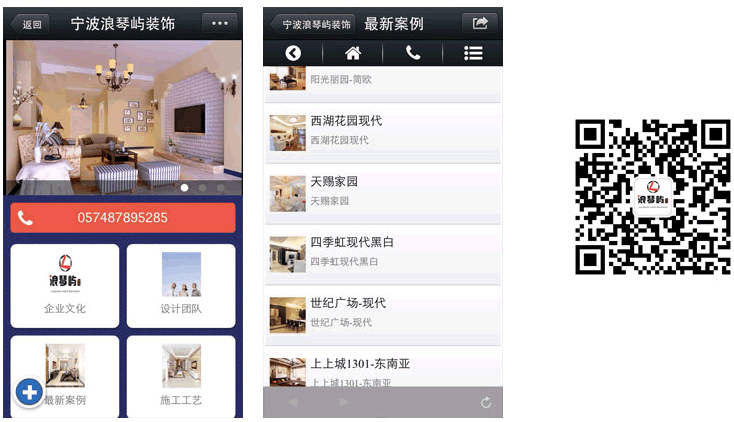 返回
宁波浪琴屿装饰
057487895285
浪琴屿
企业文化
设计团队
最新案例
施工工艺
宁波浪琴屿装饰
最新案例
阳光丽园-简欧
西湖花园现代
西湖花园现代
天赐家园
天赐家园
四季虹现代黑白
四季虹现代黑白
世纪广场-现代
世纪广场-现代
上上城1301-东南亚
上上城1301-东南亚
浪琴屿